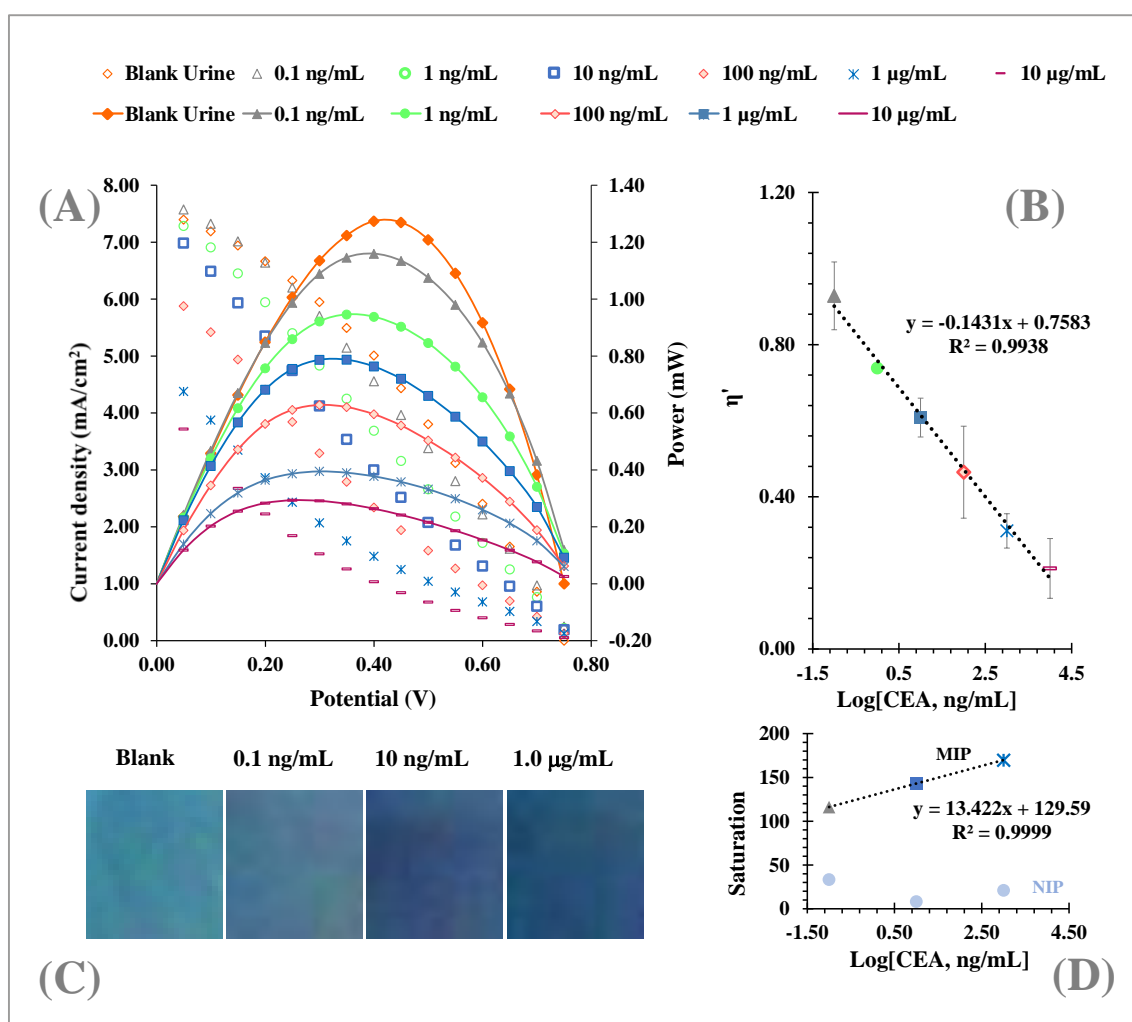 Blank Urine 0.1 ng/mL 1 ng/mL 10 ng/mL 100 ng/mL 1 µg/mL 10 µg/mL
Blank Urine 0.1 ng/mL 1 ng/mL 100 ng/mL 1 µg/mL 10 µg/mL
(A)
8.00
7.00
6.00
5.00
4.00
3.00
2.00
1.00
0.00
Current density (mA/cm²)
1.40
1.20
1.00
0.80
0.60
0.40
0.20
0.00
-0.20
Power (mW)
0.00 0.20 0.40 0.60 0.80
Potential (V)
(B)
1.20
0.80
0.40
0.00
η'
y = -0.1431x + 0.7583
R² = 0.9938
-1.5 0.5 2.5 4.5
Log[CEA, ng/mL]
Blank 0.1 ng/mL 10 ng/mL 1.0 µg/mL
(C)
200
150
100
50
0
Saturation
MIP
y = 13.422x + 129.59
R² = 0.9999
NIP
-1.50 0.50 2.50 4.50
Log[CEA, ng/mL]
(D)